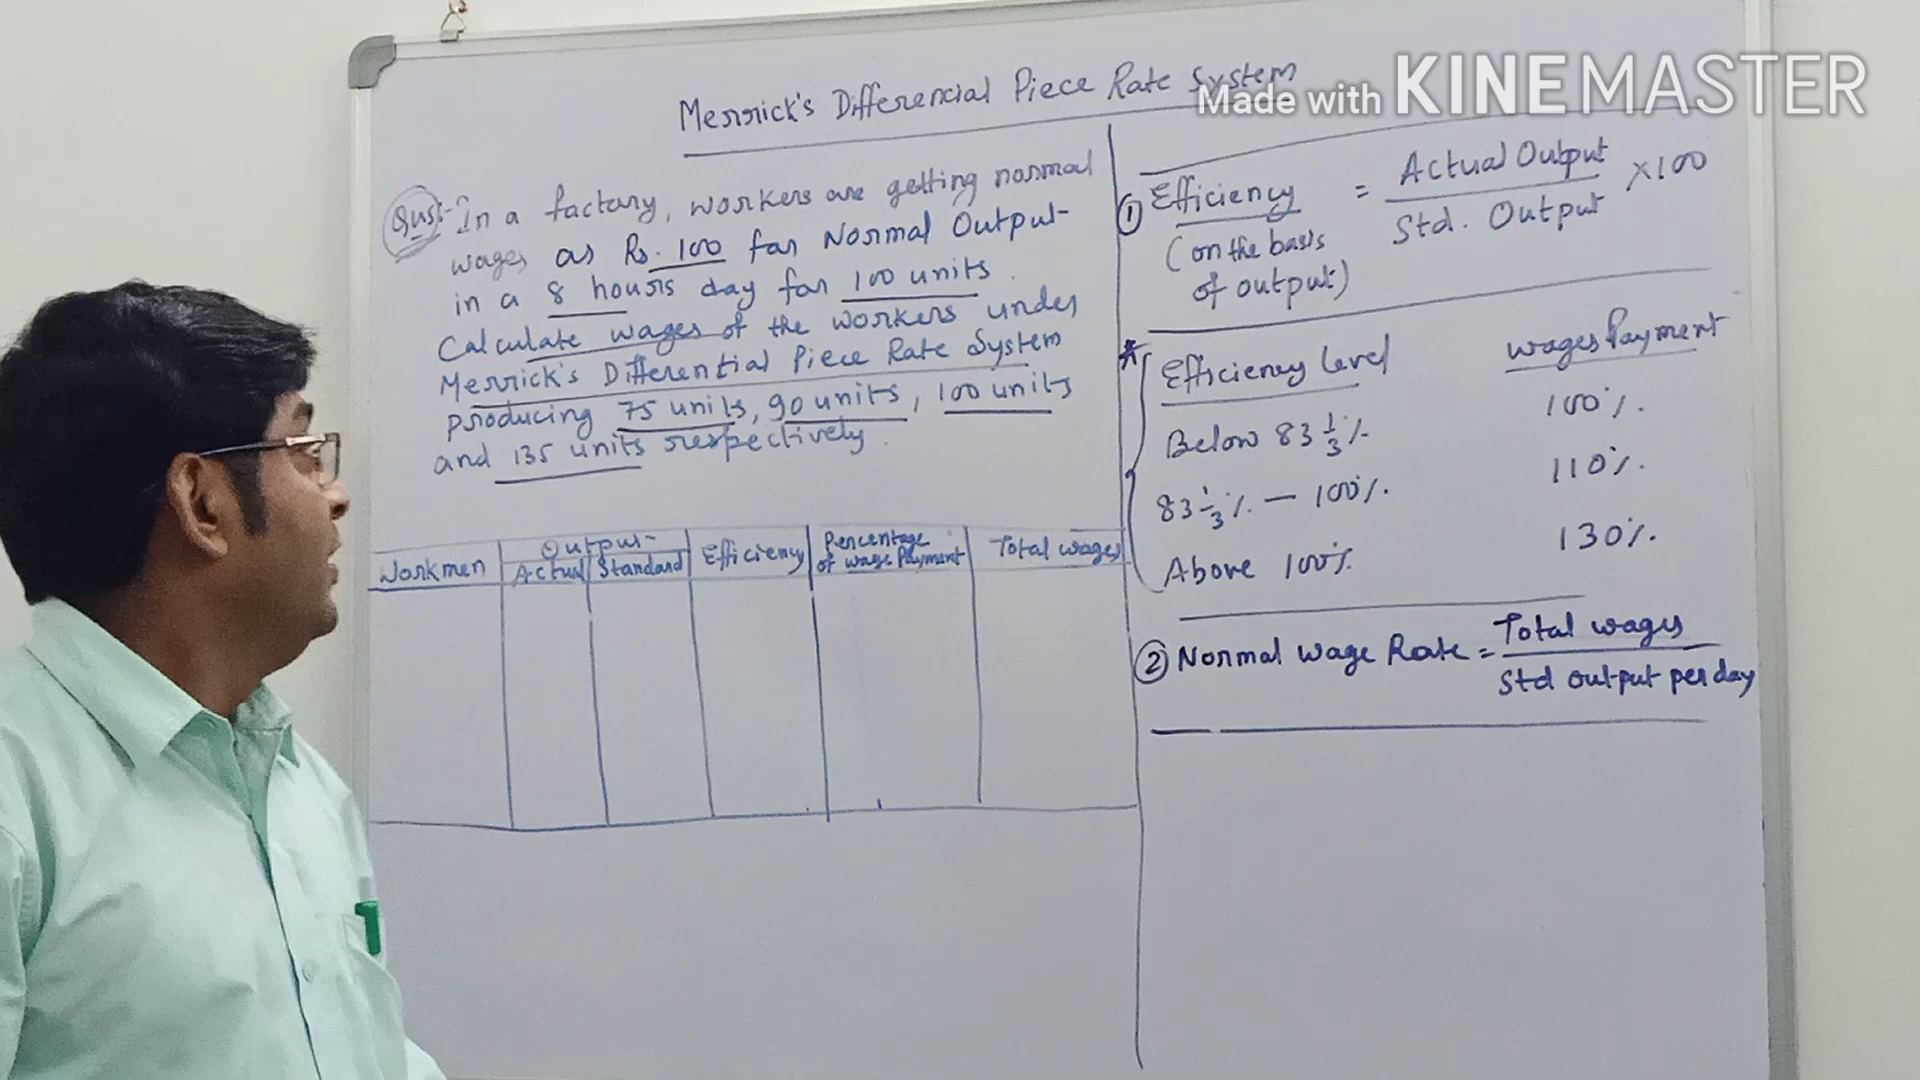 Merrick's Differencial Piece Rate System
Made with KINEMASTER
Qus:- In a factory, workers are getting normal
wages as Rs. 100 for Normal Output
in a 8 hours day for 100 units.
Calculate wages of the workers under
Merrick's Differential Piece Rate System
producing 75 units, 90 units, 100 units
and 135 units respectively.
Workmen
Output
Actual
Standard
Efficieny
Percentage
of wage Payment
Total wages
① Efficiency = Actual Output / Std. Output × 100
(on the basis
of output)
* Efficieney Level
Wages Payment
Below 83 1/3 %
100%.
83 1/3 % — 100%.
110%.
Above 100%
130%.
② Normal Wage Rate = Total wages / Std output per day